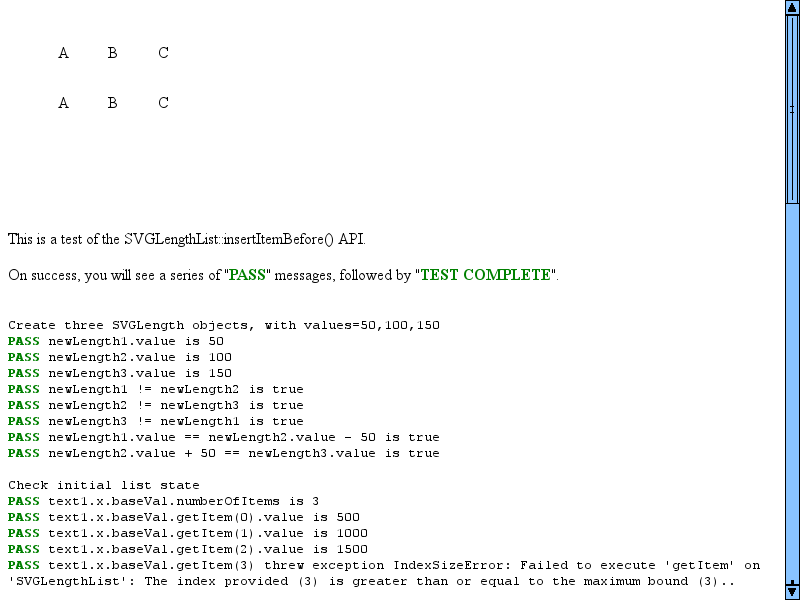 A B C
A B C
This is a test of the SVGLengthList::insertItemBefore() API.
On success, you will see a series of "PASS" messages, followed by "TEST COMPLETE".
Create three SVGLength objects, with values=50,100,150
PASS newLength1.value is 50
PASS newLength2.value is 100
PASS newLength3.value is 150
PASS newLength1 != newLength2 is true
PASS newLength2 != newLength3 is true
PASS newLength3 != newLength1 is true
PASS newLength1.value == newLength2.value - 50 is true
PASS newLength2.value + 50 == newLength3.value is true
Check initial list state
PASS text1.x.baseVal.numberOfItems is 3
PASS text1.x.baseVal.getItem(0).value is 500
PASS text1.x.baseVal.getItem(1).value is 1000
PASS text1.x.baseVal.getItem(2).value is 1500
PASS text1.x.baseVal.getItem(3) threw exception IndexSizeError: Failed to execute 'getItem' on
'SVGLengthList': The index provided (3) is greater than or equal to the maximum bound (3)..